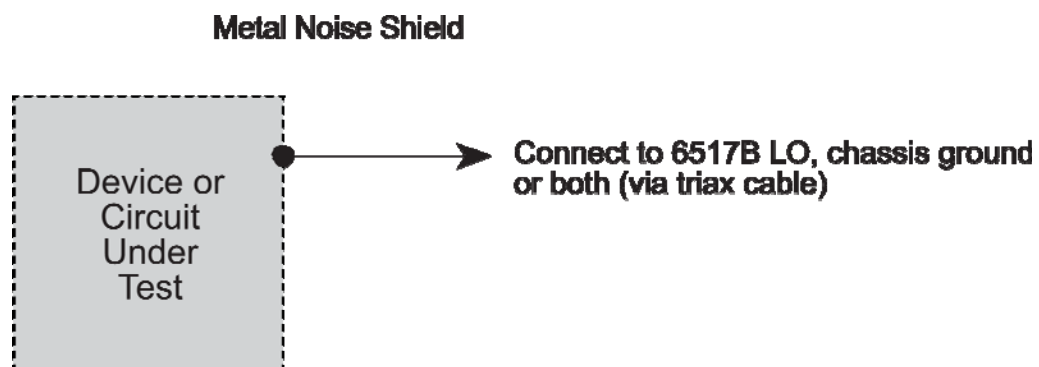 Metal Noise Shield
Connect to 6517B LO, chassis ground
or both (via triax cable)
Device or
Circuit
Under
Test